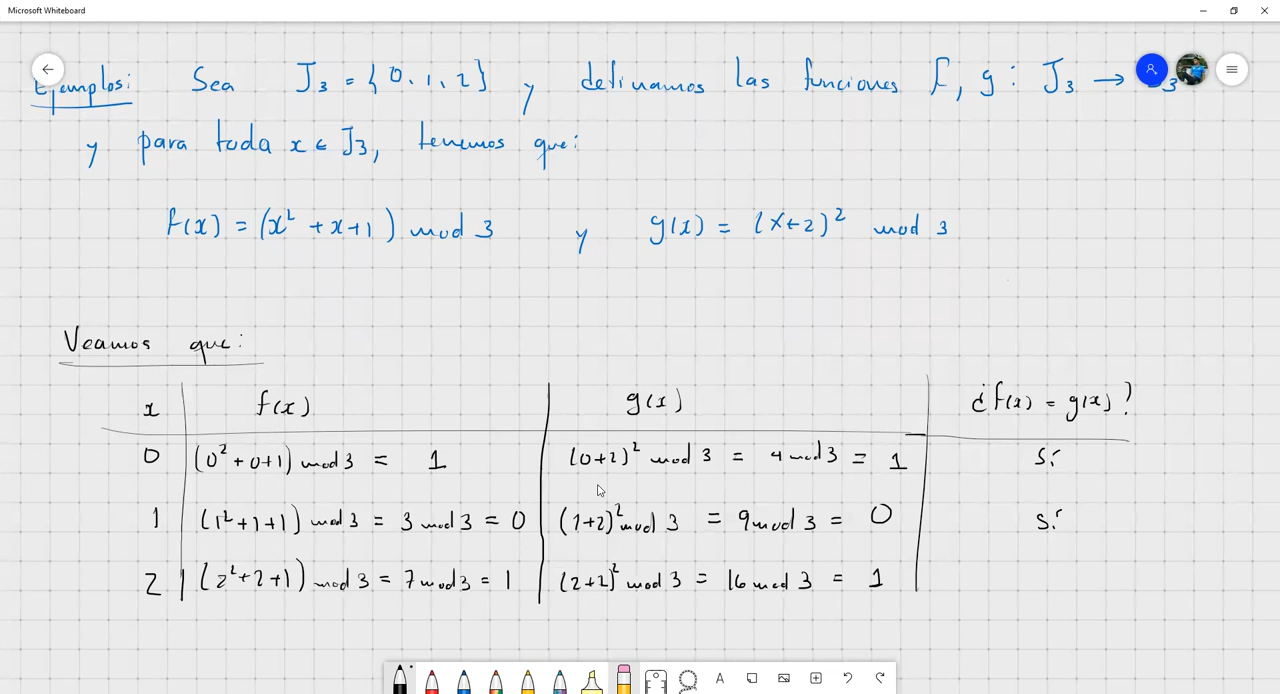 Microsoft Whiteboard
Ejemplos: Sea J₃ = {0, 1, 2} y definamos las funciones f, g : J₃ →
y para toda x ∈ J₃, tenemos que:
f(x) = (x² + x + 1) mod 3 y g(x) = (x+2)² mod 3
Veamos que:
x f(x) g(x) ¿f(x) = g(x)?
0 (0² + 0 + 1) mod 3 = 1 (0+2)² mod 3 = 4 mod 3 = 1 Sí
1 (1² + 1 + 1) mod 3 = 3 mod 3 = 0 (1+2)² mod 3 = 9 mod 3 = 0 Sí
2 (2² + 2 + 1) mod 3 = 7 mod 3 = 1 (2+2)² mod 3 = 16 mod 3 = 1
A